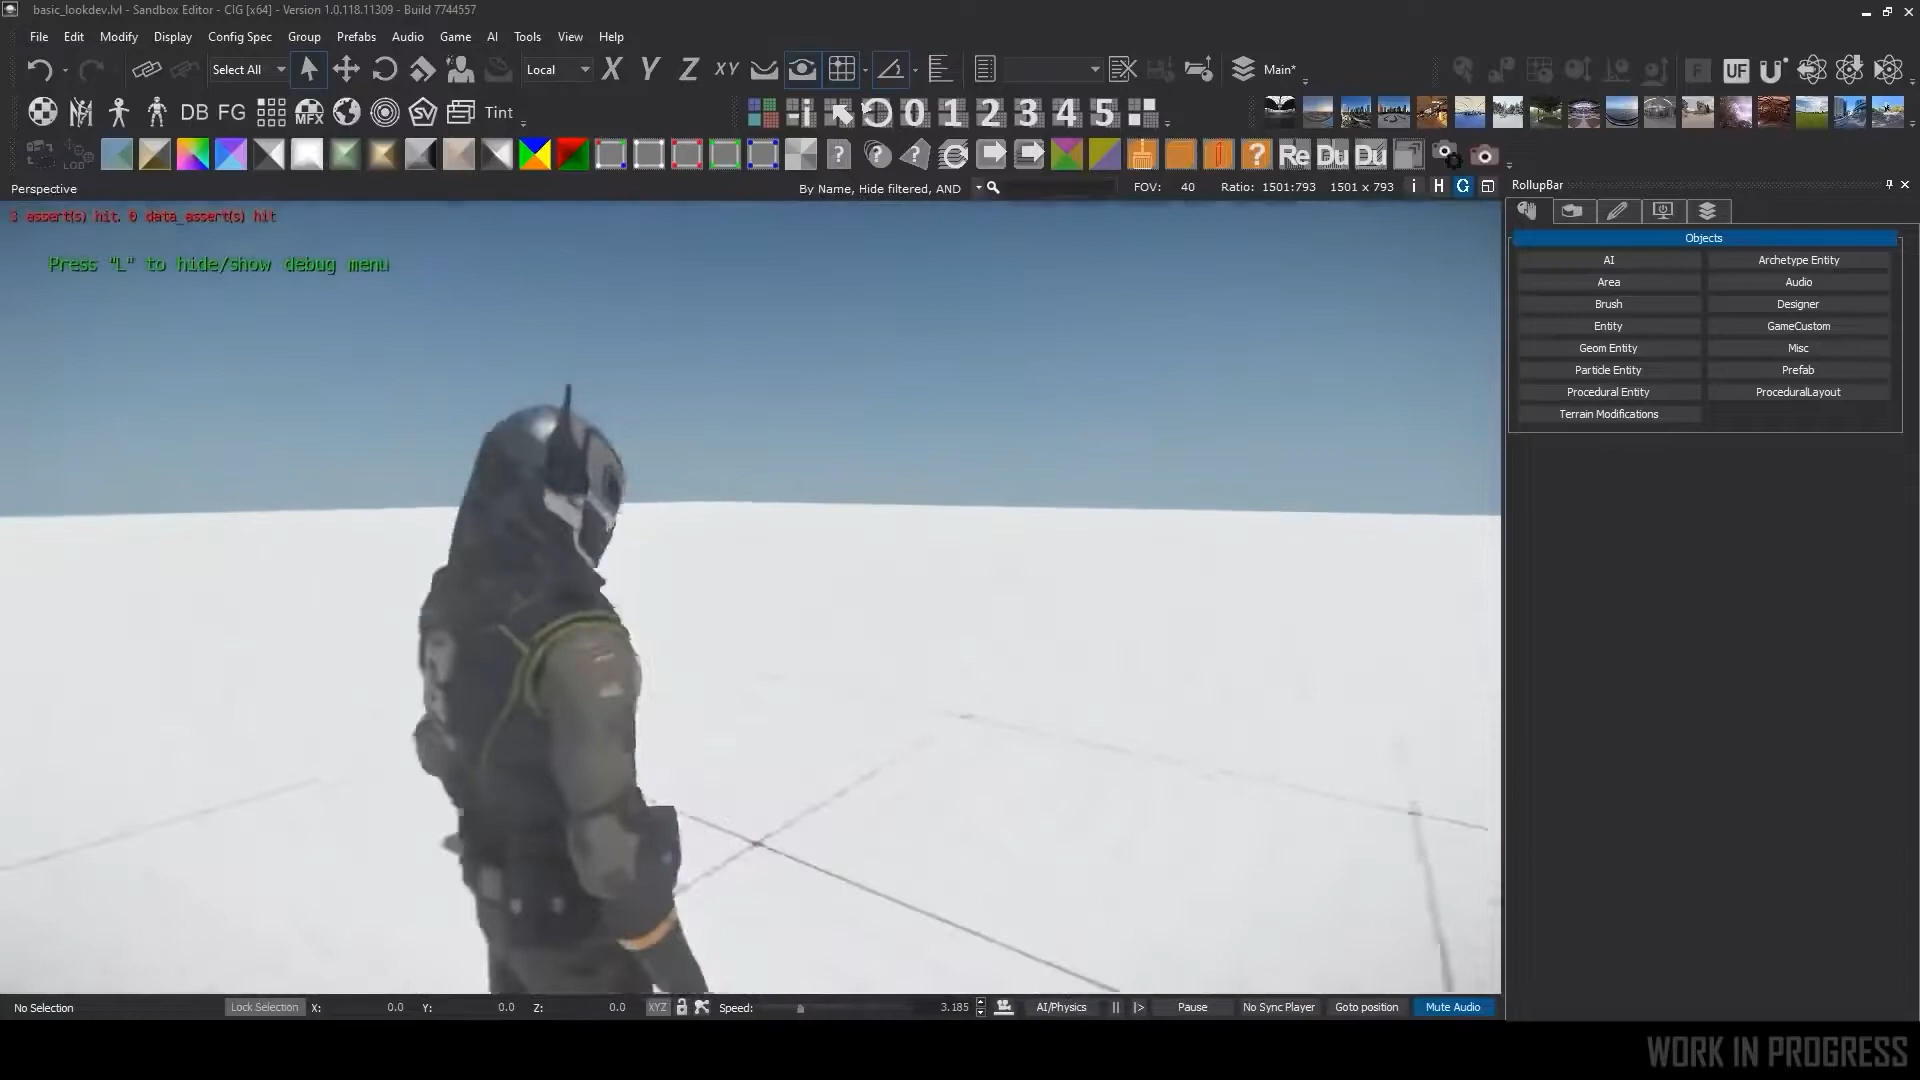 basic_lookdev.lvl - Sandbox Editor - CIG [x64] - Version 1.0.118.11309 - Build 7744557
File Edit Modify Display Config Spec Group Prefabs Audio Game AI Tools View Help
Select All Local X Y Z XY Main* F UF U
DB FG MFX SV Tint -i 0 1 2 3 4 5
LOD ? ? ? ? Re Du Du
Perspective By Name, Hide filtered, AND FOV: 40 Ratio: 1501:793 1501 x 793 i H G RollupBar
3 assert(s) hit. 0 data_assert(s) hit
Press "L" to hide/show debug menu
Objects
AI Archetype Entity
Area Audio
Brush Designer
Entity GameCustom
Geom Entity Misc
Particle Entity Prefab
Procedural Entity ProceduralLayout
Terrain Modifications
No Selection Lock Selection X: 0.0 Y: 0.0 Z: 0.0 XYZ Speed: 3.185 AI/Physics Pause No Sync Player Goto position Mute Audio
WORK IN PROGRESS